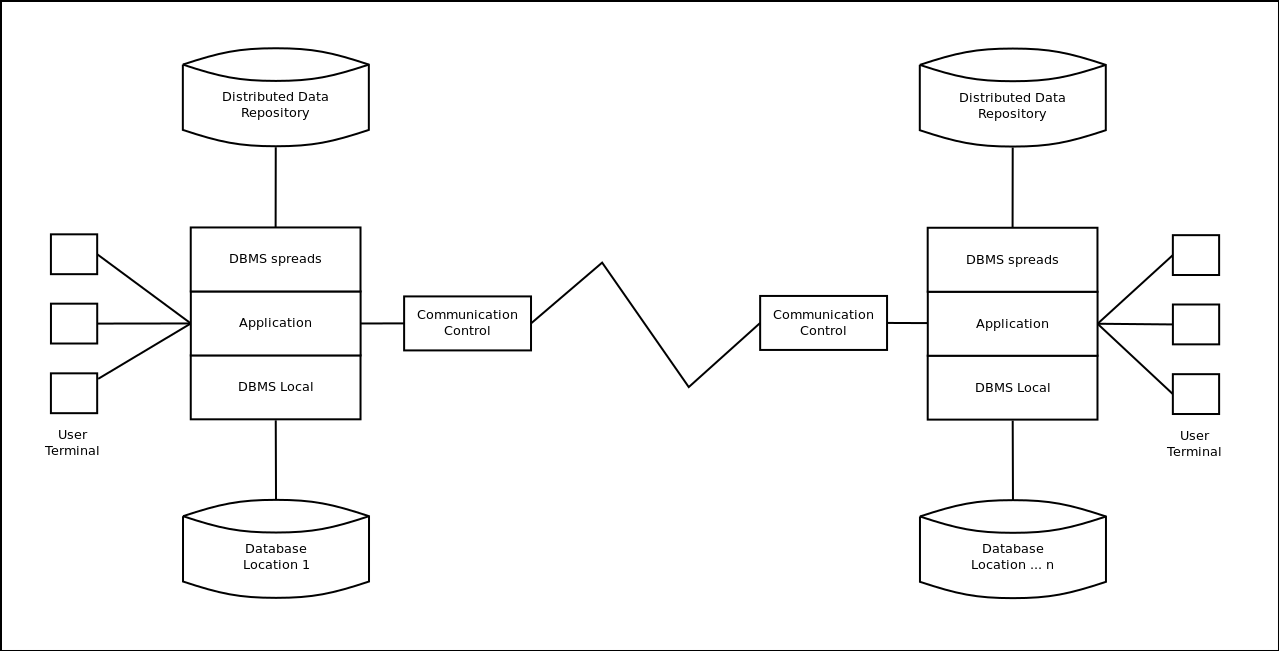 Distributed Data
Repository
Distributed Data
Repository
DBMS spreads
Application
DBMS Local
Communication
Control
Communication
Control
DBMS spreads
Application
DBMS Local
User
Terminal
User
Terminal
Database
Location 1
Database
Location ... n